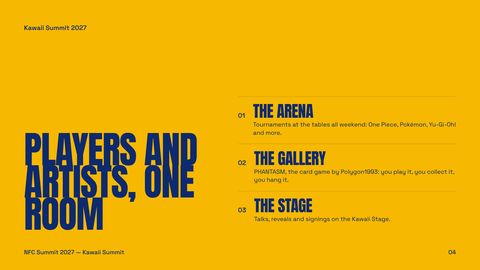 Kawaii Summit 2027
PLAYERS AND
ARTISTS, ONE
ROOM
01 THE ARENA
Tournaments at the tables all weekend: One Piece, Pokémon, Yu-Gi-Oh!
and more.
02 THE GALLERY
PHANTASM, the card game by Polygon1993: you play it, you collect it,
you hang it.
03 THE STAGE
Talks, reveals and signings on the Kawaii Stage.
NFC Summit 2027 — Kawaii Summit
04